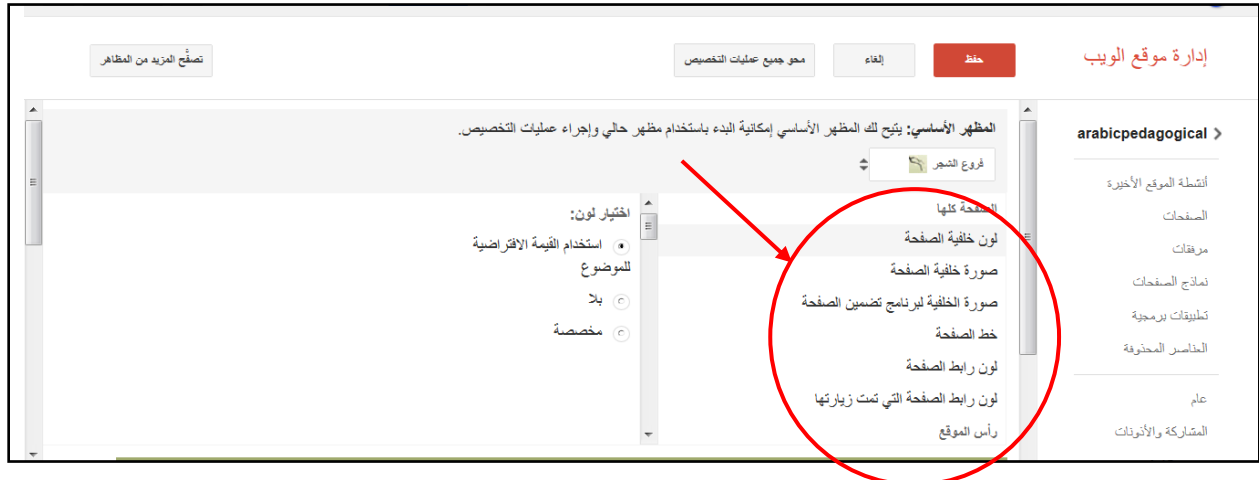 إدارة موقع الويب
حفظ
إلغاء
محو جميع عمليات التخصيص
تصفُّح المزيد من المظاهر
arabicpedagogical
أنشطة الموقع الأخيرة
الصفحات
مرفقات
نماذج الصفحات
تطبيقات برمجية
العناصر المحذوفة
عام
المشاركة والأذونات
المظهر الأساسي: يتيح لك المظهر الأساسي إمكانية البدء باستخدام مظهر حالي وإجراء عمليات التخصيص.
فروع الشجر
الصفحة كلها
لون خلفية الصفحة
صورة خلفية الصفحة
صورة الخلفية لبرنامج تضمين الصفحة
خط الصفحة
لون رابط الصفحة
لون رابط الصفحة التي تمت زيارتها
رأس الموقع
اختيار لون:
استخدام القيمة الافتراضية
للموضوع
بلا
مخصصة